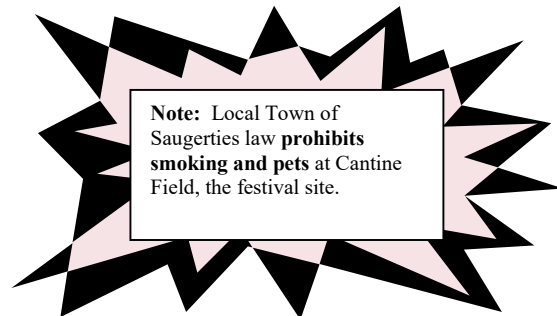 Note:  Local Town of
Saugerties law prohibits
smoking and pets at Cantine
Field, the festival site.